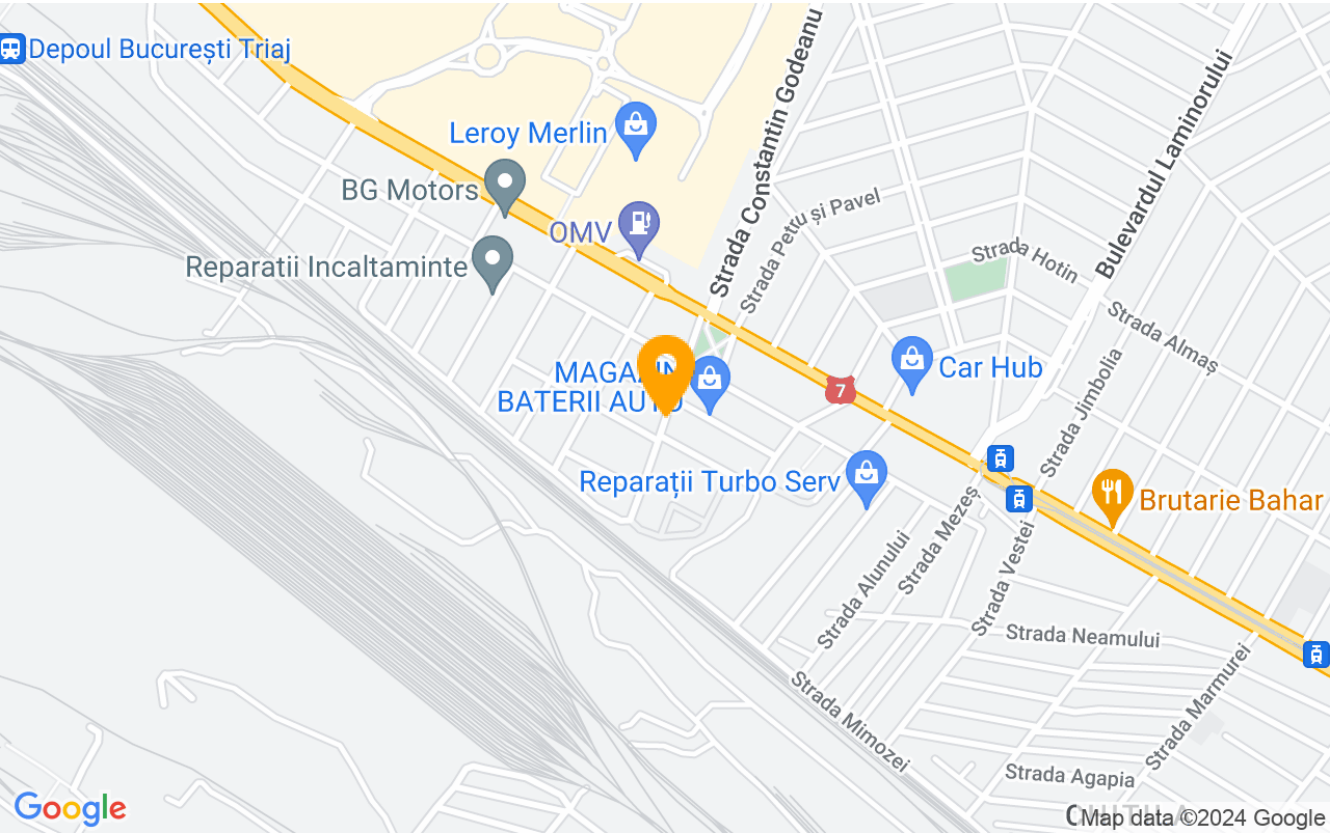 Depoul București Triaj
Leroy Merlin
BG Motors
OMV
Reparatii Incaltaminte
Strada Constantin Godeanu
Strada Petru și Pavel
Bulevardul Laminorului
Strada Hotin
Strada Almaș
Strada Jimbolia
BATERII
7
Car Hub
Reparații Turbo Serv
Brutarie Bahar
Strada Mezeș
Strada Alunului
Strada Vestei
Strada Neamului
Strada Marmurei
Strada Mimozei
Strada Agapia
Google
Map data ©2024 Google